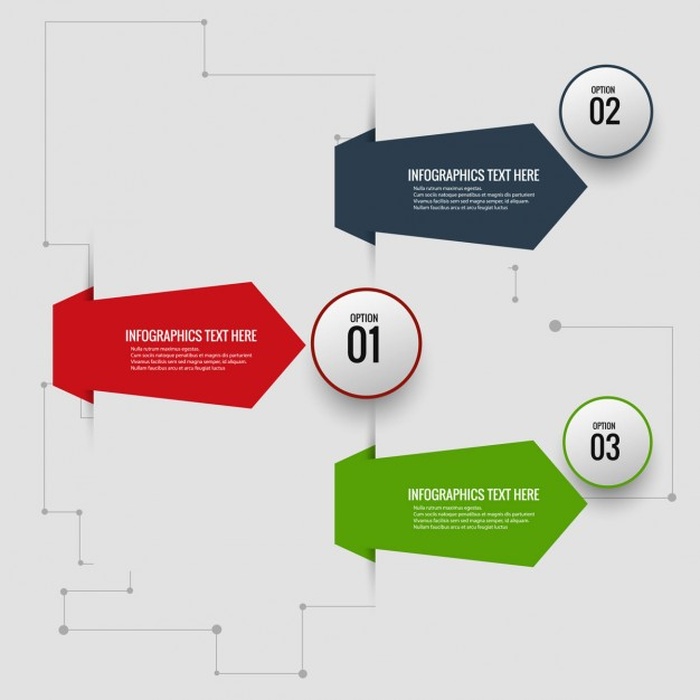 OPTION
02
INFOGRAPHICS TEXT HERE
Nulla rutrum maximus egestas.
Cum sociis natoque penatibus et magnis dis parturient
Vivamus facilisis sem sed magna semper, id aliquam.
Nullam faucibus arcu et arcu feugiat luctus
INFOGRAPHICS TEXT HERE
Nulla rutrum maximus egestas.
Cum sociis natoque penatibus et magnis dis parturient
Vivamus facilisis sem sed magna semper, id aliquam.
Nullam faucibus arcu et arcu feugiat luctus
OPTION
01
OPTION
03
INFOGRAPHICS TEXT HERE
Nulla rutrum maximus egestas.
Cum sociis natoque penatibus et magnis dis parturient
Vivamus facilisis sem sed magna semper, id aliquam.
Nullam faucibus arcu et arcu feugiat luctus